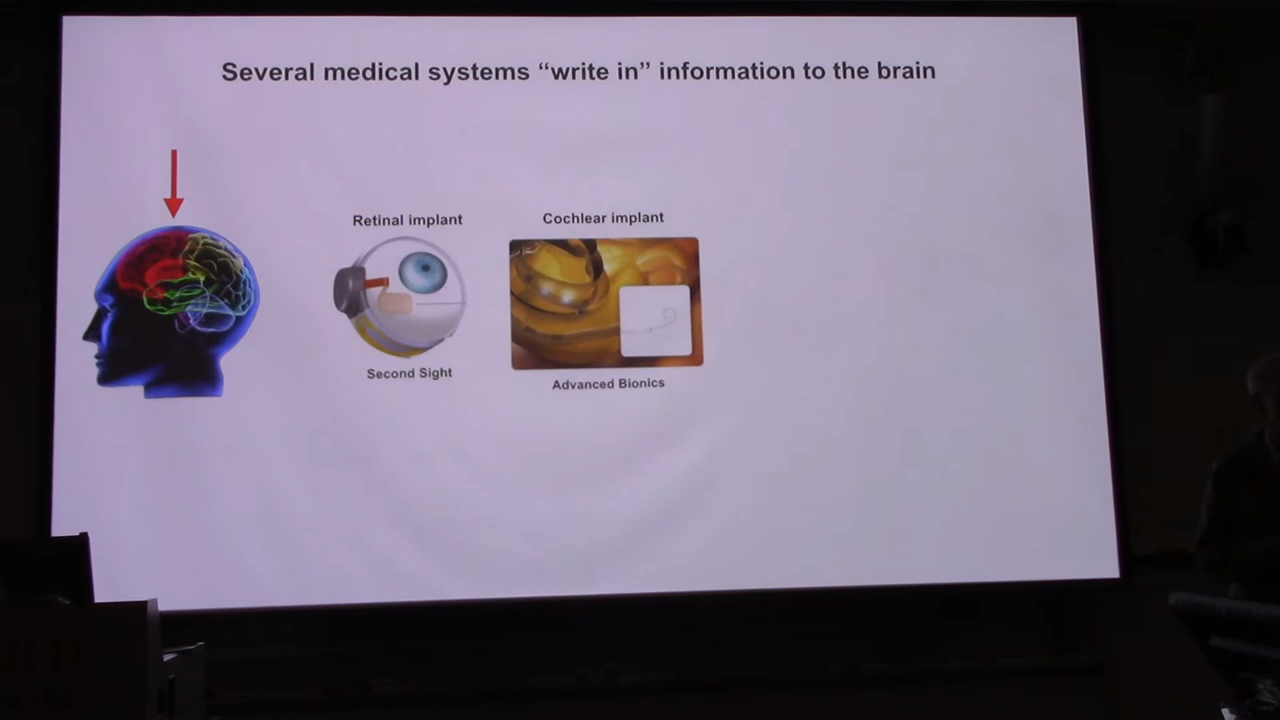 Several medical systems “write in” information to the brain
Retinal implant
Cochlear implant
Second Sight
Advanced Bionics